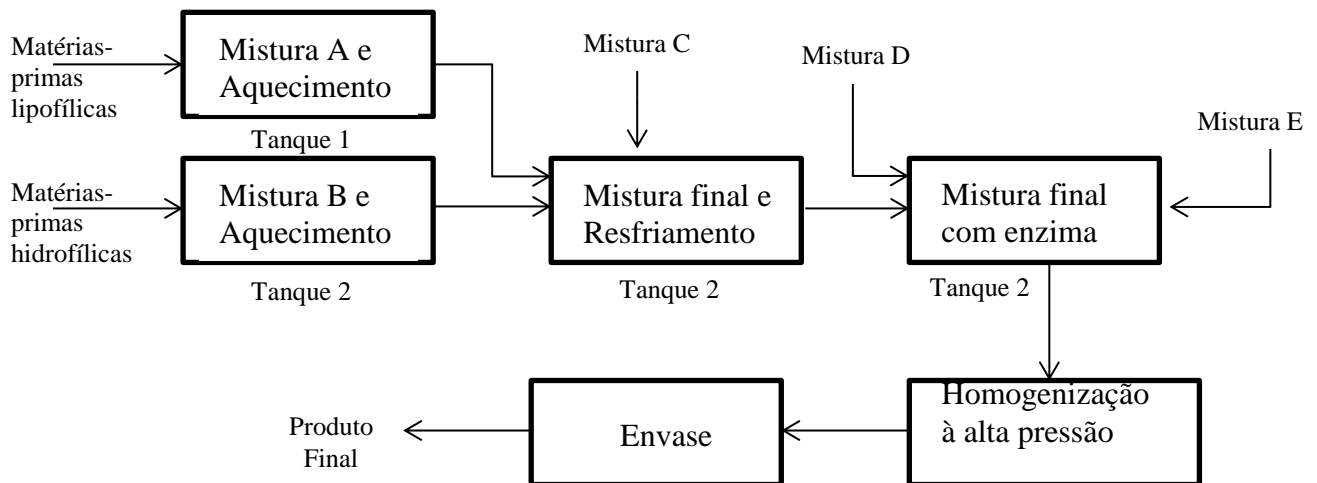 Matérias-
primas
lipofílicas
Mistura A e
Aquecimento
Tanque 1
Mistura C
Mistura D
Mistura E
Matérias-
primas
hidrofílicas
Mistura B e
Aquecimento
Tanque 2
Mistura final e
Resfriamento
Tanque 2
Mistura final
com enzima
Tanque 2
Homogenização
à alta pressão
Envase
Produto
Final